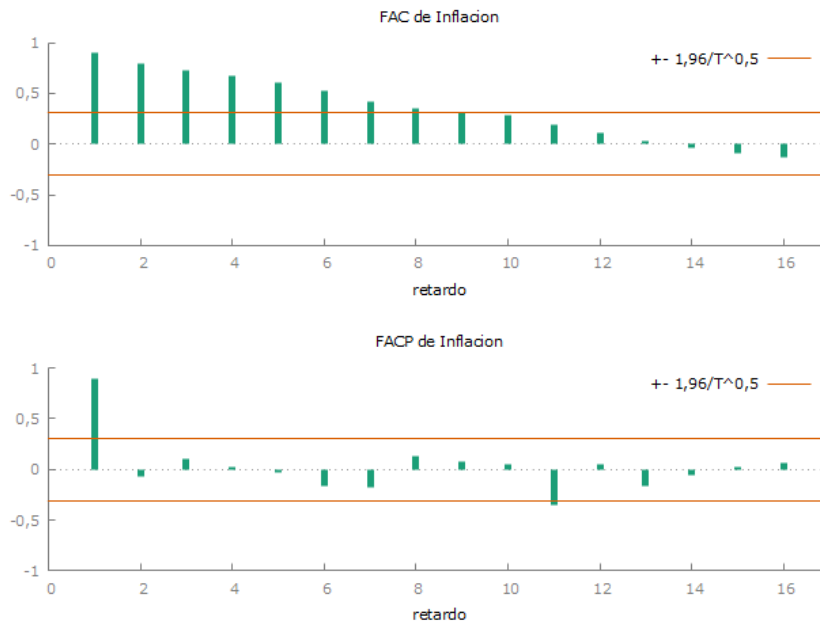 FAC de Inflacion
+- 1,96/T^0,5
1
0,5
0
-0,5
-1
0 2 4 6 8 10 12 14 16
retardo
FACP de Inflacion
+- 1,96/T^0,5
1
0,5
0
-0,5
-1
0 2 4 6 8 10 12 14 16
retardo